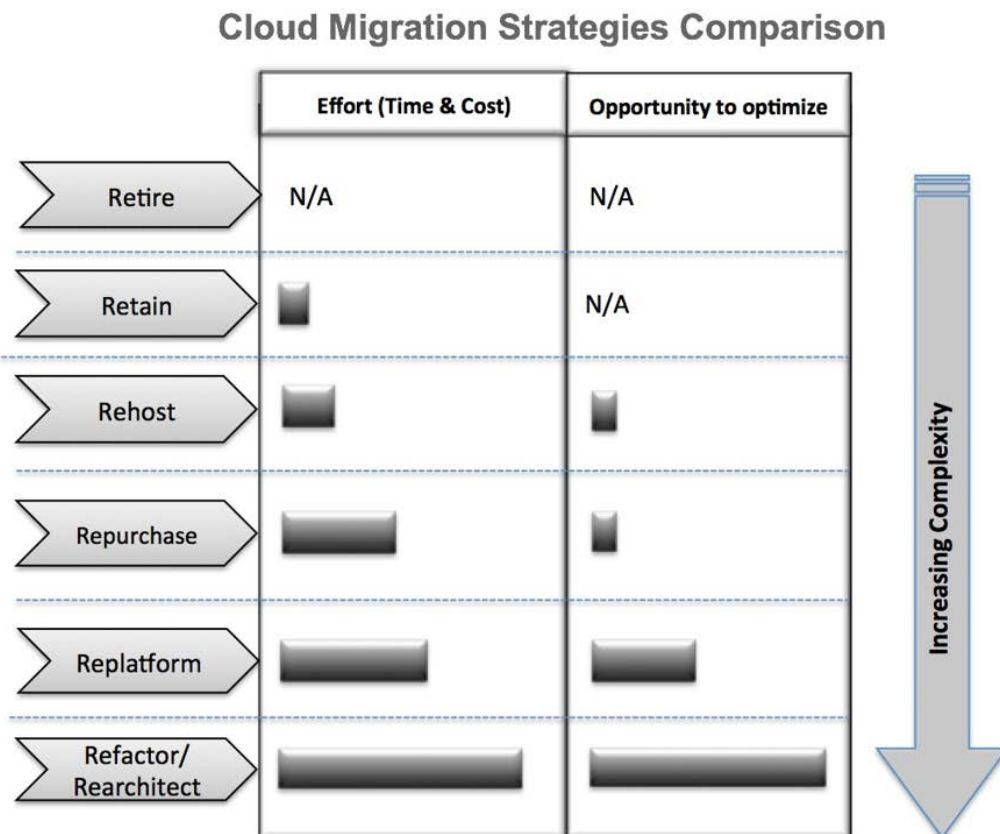 Cloud Migration Strategies Comparison
Effort (Time & Cost)
Opportunity to optimize
Retire
N/A
N/A
Retain
N/A
Rehost
Repurchase
Replatform
Refactor/
Rearchitect
Increasing Complexity